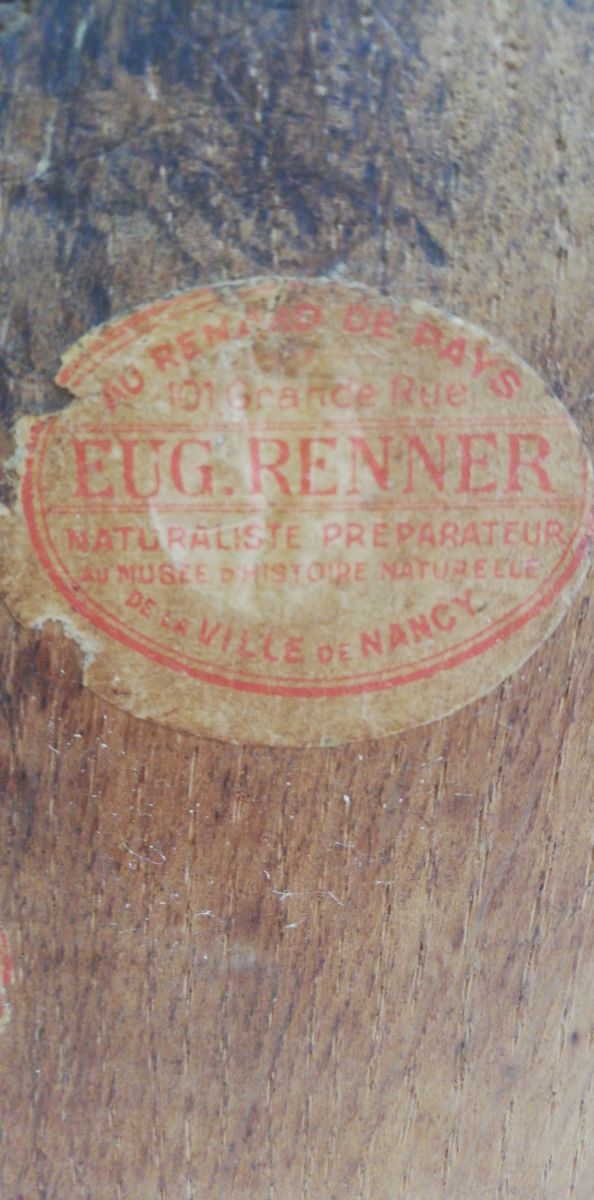 AU RENARD DE PAYS
101 Grande Rue
EUG. RENNER
NATURALISTE PREPARATEUR
AU MUSEE D'HISTOIRE NATURELLE
DE LA VILLE DE NANCY